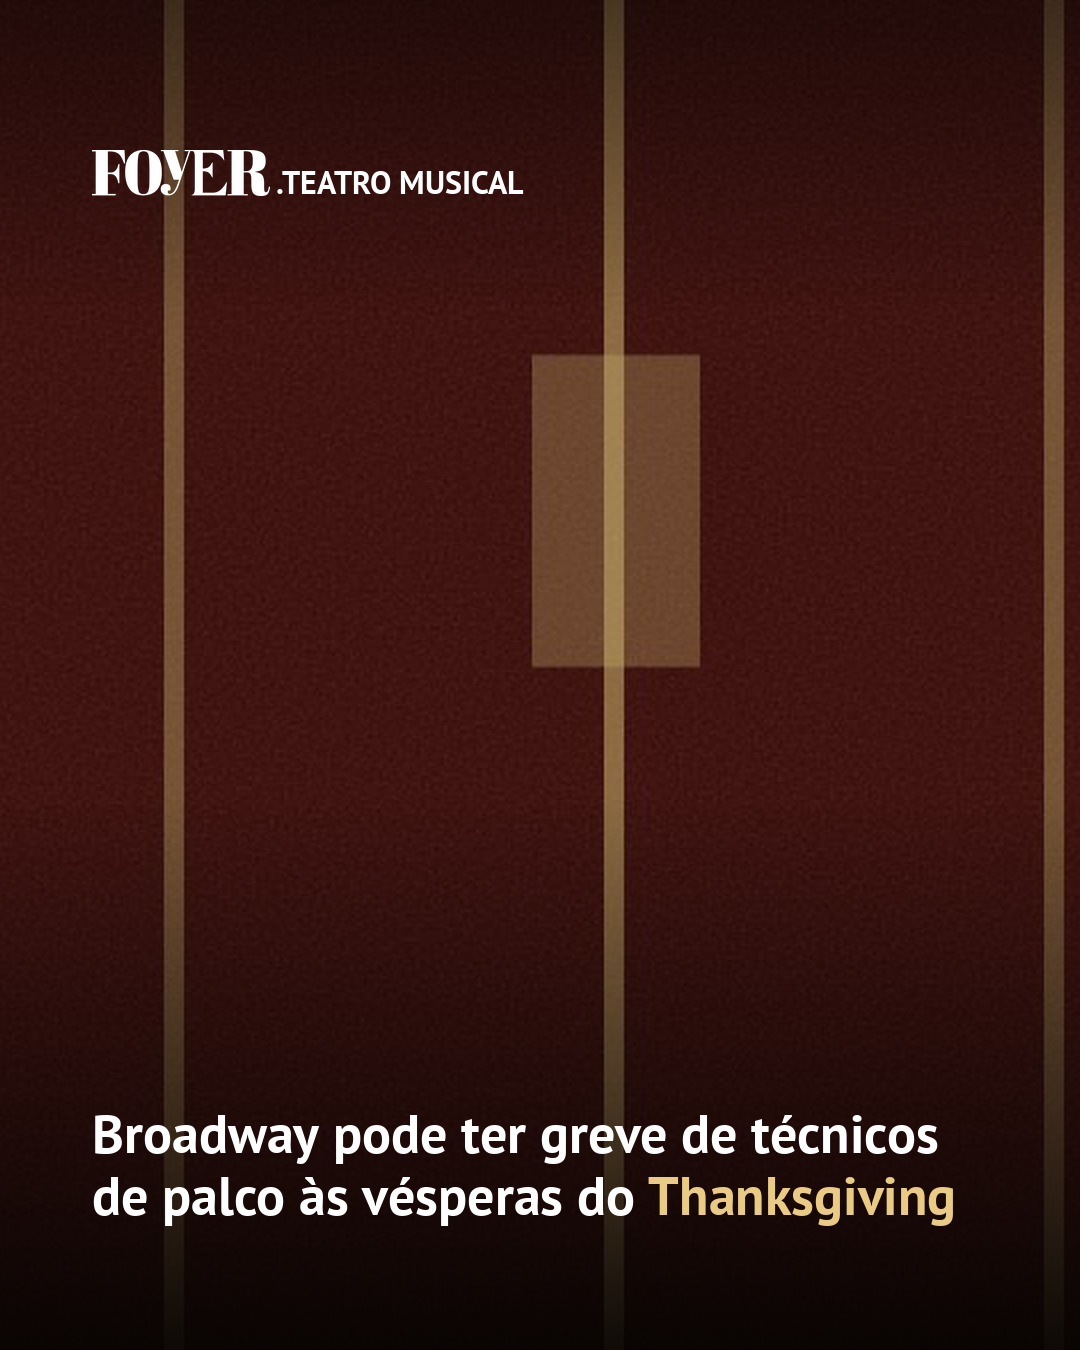 FOYER .TEATRO MUSICAL
Broadway pode ter greve de técnicos
de palco às vésperas do Thanksgiving